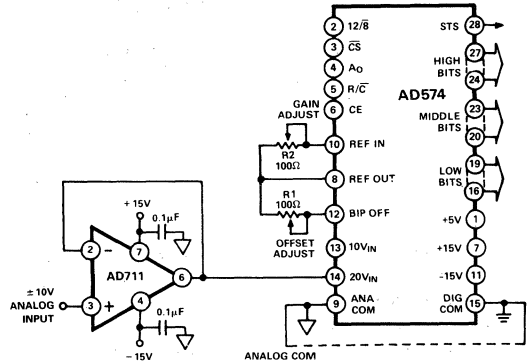 2 12/8̅
3 C̅S̅
4 A₀
5 R/C̅
6 CE
GAIN
ADJUST
R2
100Ω
10 REF IN
8 REF OUT
R1
100Ω
12 BIP OFF
OFFSET
ADJUST
13 10VIN
14 20VIN
9 ANA
COM
AD574
STS 28
27
HIGH
BITS
24
23
MIDDLE
BITS
20
19
LOW
BITS
16
+5V 1
+15V 7
-15V 11
DIG
COM 15
+15V
0.1μF
2 −
7
AD711
6
±10V
ANALOG
INPUT
3 +
4
0.1μF
−15V
ANALOG COM